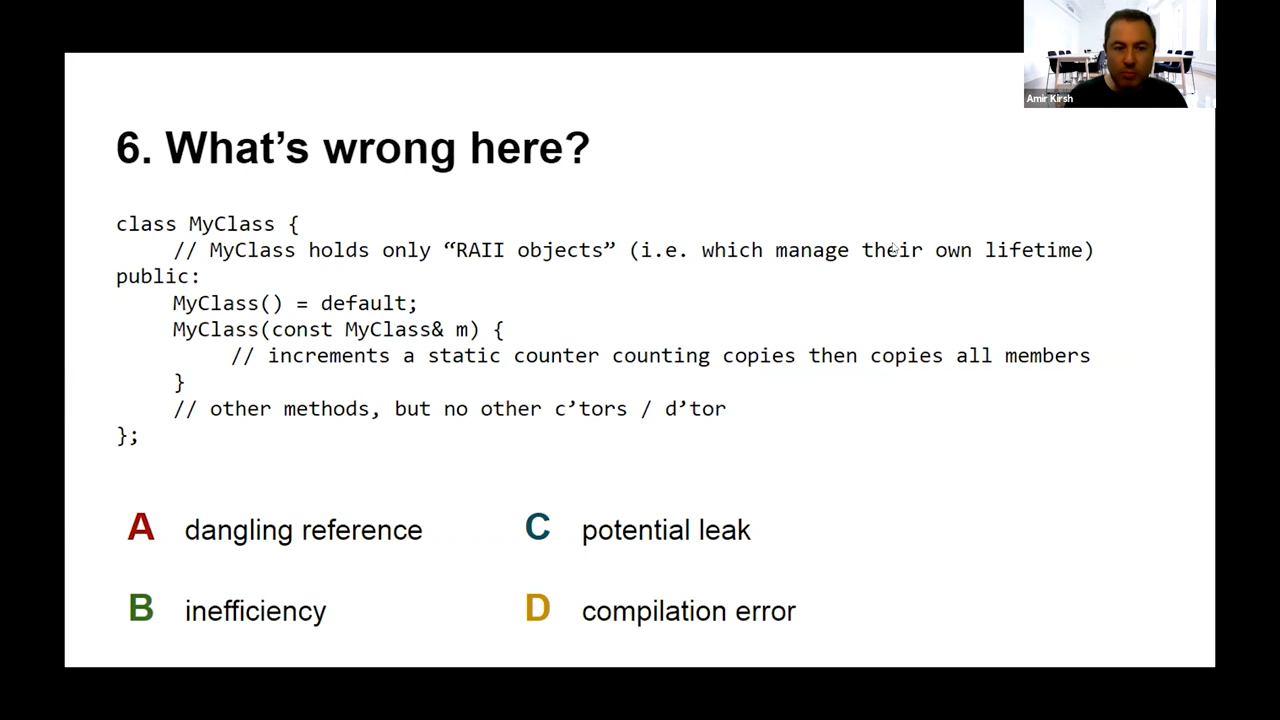 Amir Kirsh
6. What’s wrong here?
class MyClass {
// MyClass holds only “RAII objects” (i.e. which manage their own lifetime)
public:
MyClass() = default;
MyClass(const MyClass& m) {
// increments a static counter counting copies then copies all members
}
// other methods, but no other c’tors / d’tor
};
A dangling reference
C potential leak
B inefficiency
D compilation error